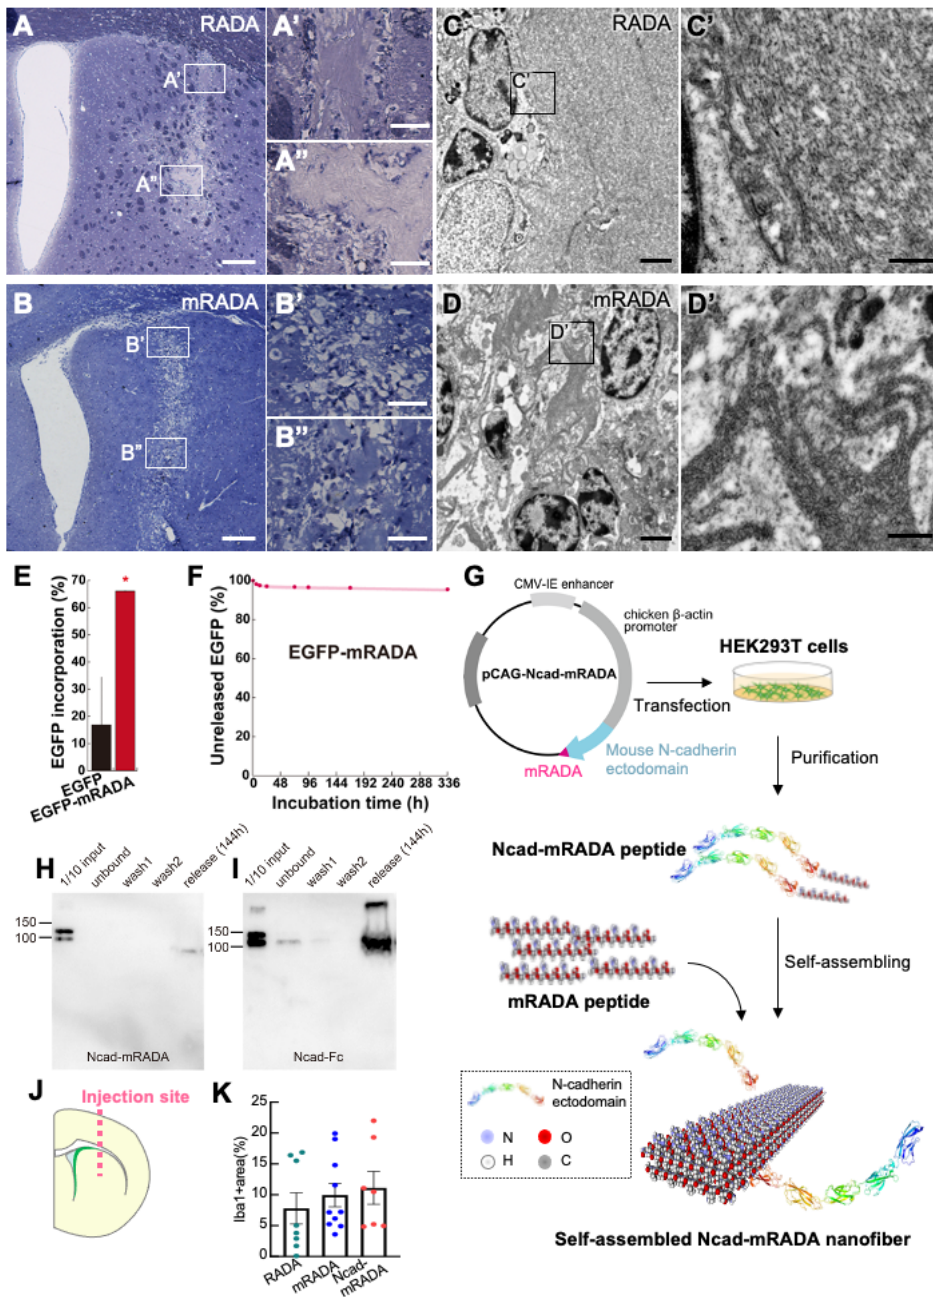 A
RADA
A'
A"
A'
A"
C
RADA
C'
C'
B
mRADA
B'
B"
B'
B"
D
mRADA
D'
D'
E
EGFP incorporation (%)
70
60
50
40
30
20
10
0
*
EGFP
EGFP-mRADA
F
Unreleased EGFP (%)
100
80
60
40
20
0
EGFP-mRADA
48 96 144 192 240 288 336
Incubation time (h)
G
CMV-IE enhancer
chicken β-actin
promoter
pCAG-Ncad-mRADA
mRADA
Mouse N-cadherin
ectodomain
Transfection
HEK293T cells
Purification
Ncad-mRADA peptide
mRADA peptide
Self-assembling
N-cadherin
ectodomain
N
O
H
C
Self-assembled Ncad-mRADA nanofiber
H
1/10 input
unbound
wash1
wash2
release (144h)
150
100
Ncad-mRADA
I
1/10 input
unbound
wash1
wash2
release (144h)
150
100
Ncad-Fc
J
Injection site
K
Iba1+area(%)
25
20
15
10
5
0
RADA
mRADA
Ncad-
mRADA